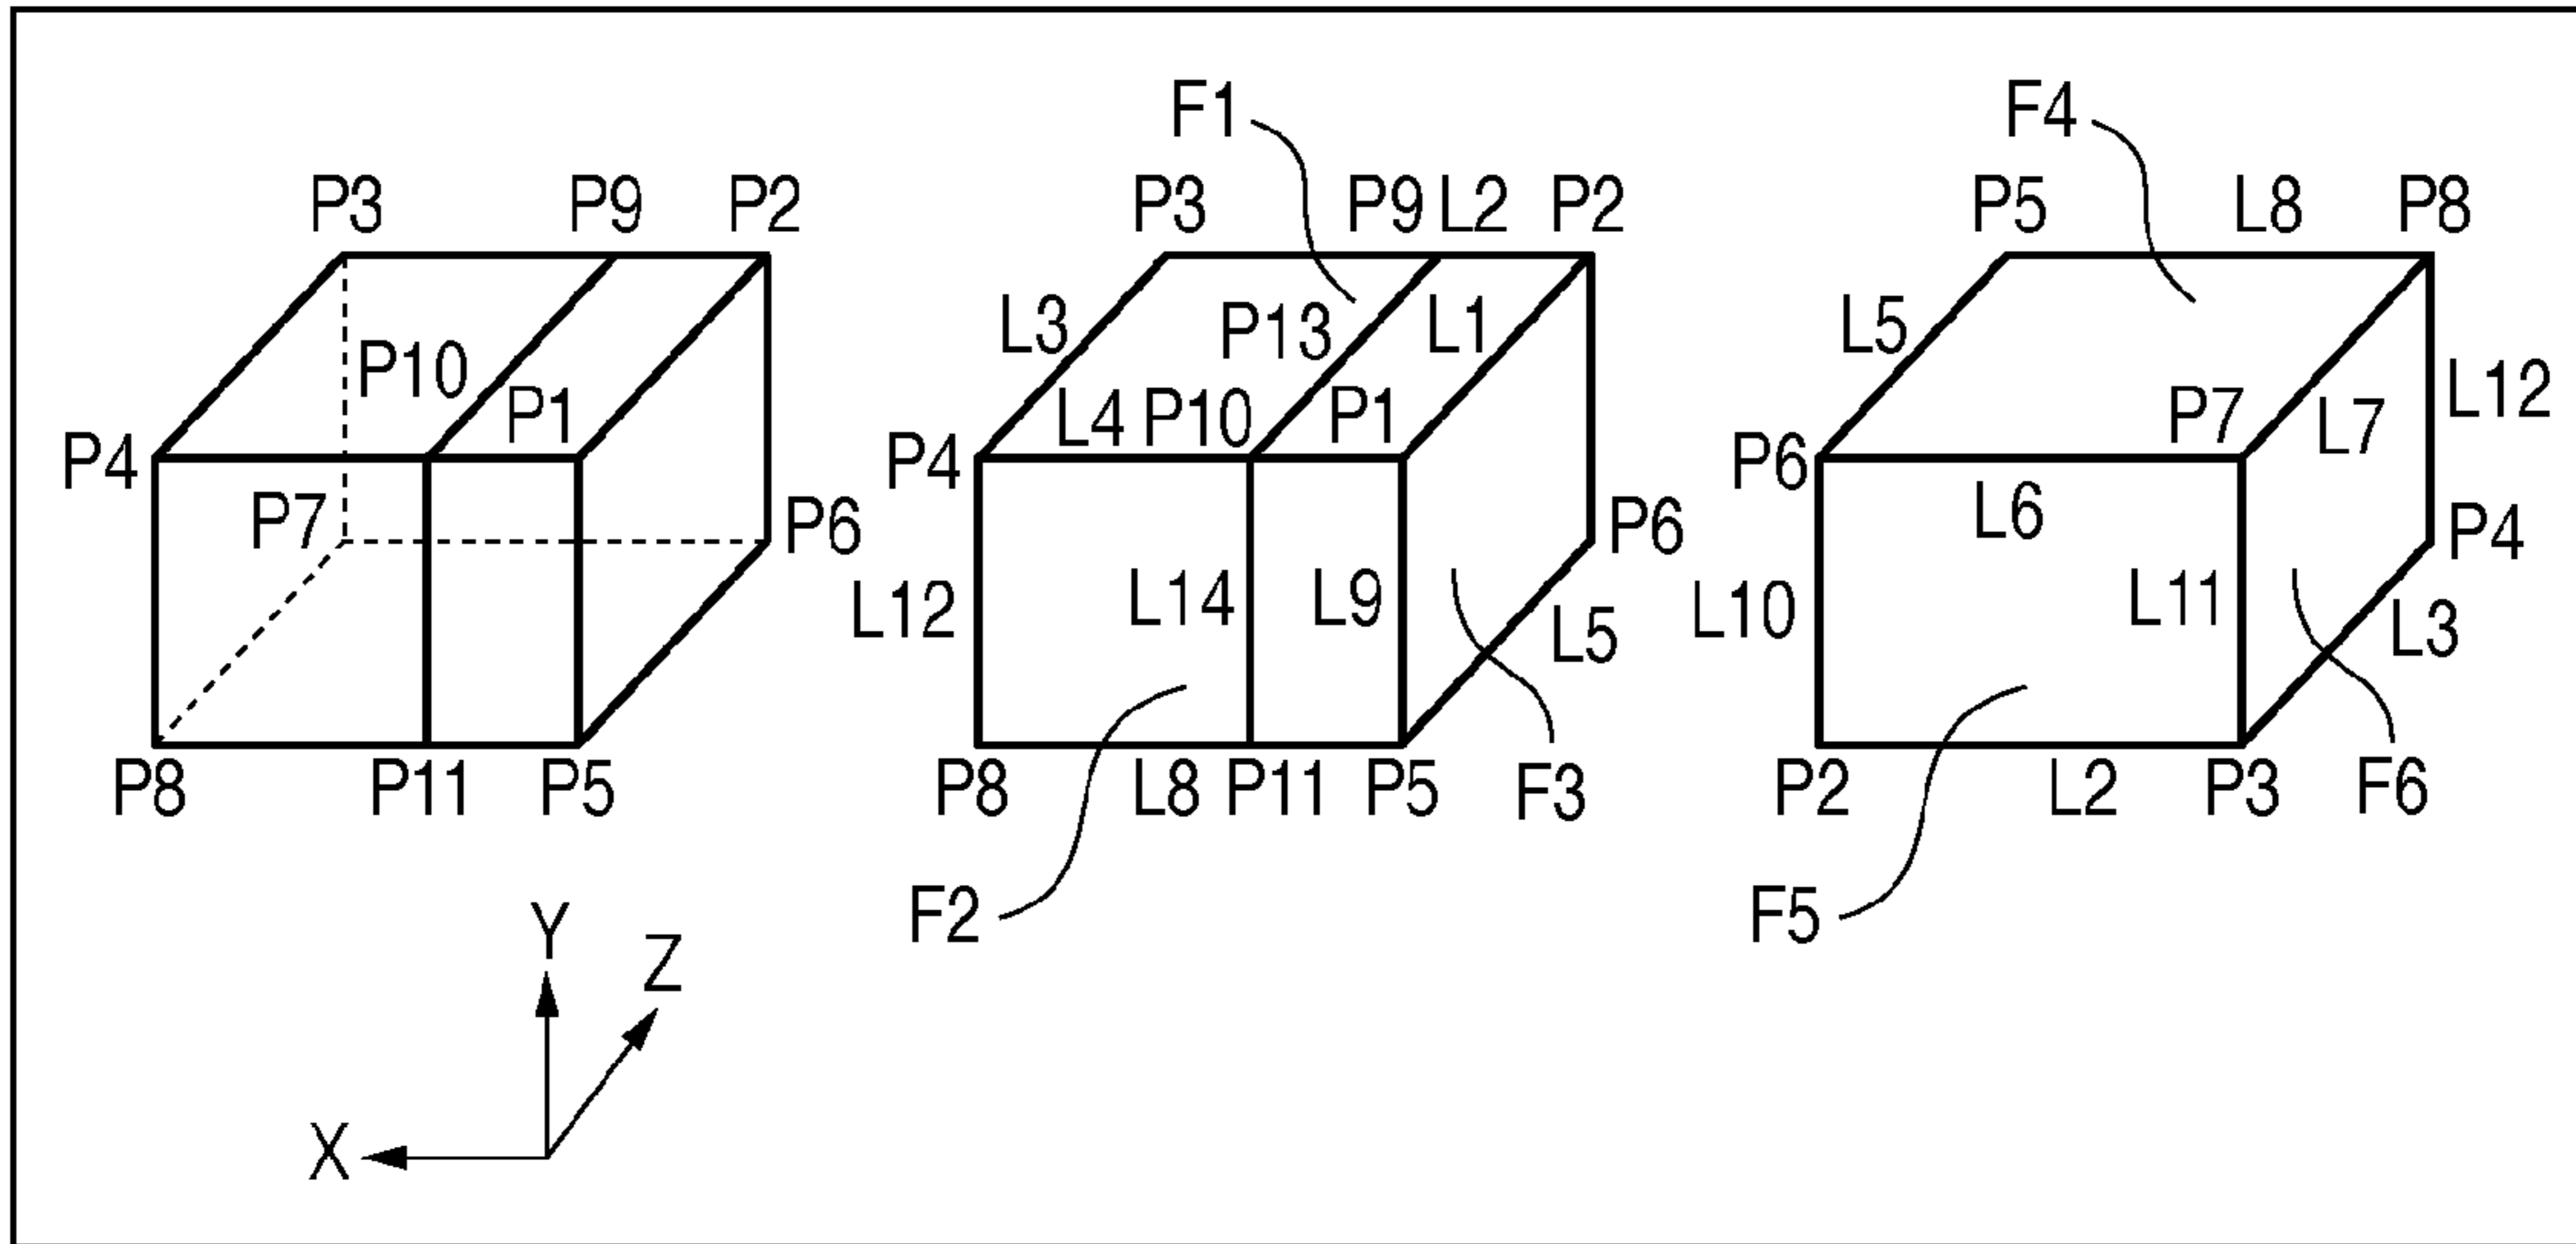 F1 F4
P3 P9 P2 P3 P9 L2 P2 P5 L8 P8
L3 P13 L1 L5
P10 P1 L4 P10 P1 P7 L7 L12
P4 P4 P6
P7 P6 P6 L6 P4
L12 L14 L9 L5 L10 L11 L3
P8 P11 P5 P8 L8 P11 P5 F3 P2 L2 P3 F6
F2 F5
Y Z
X